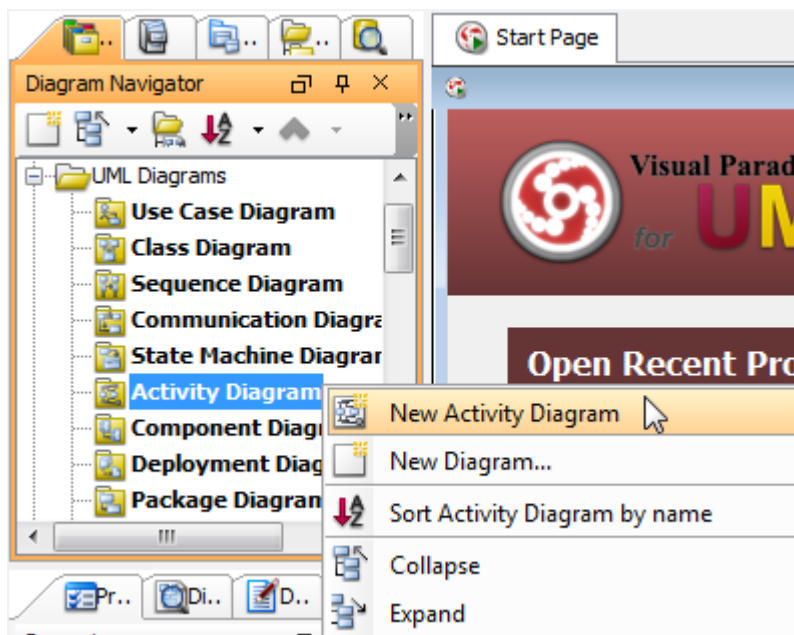 Start Page
Diagram Navigator
Visual Parad
for UM
UML Diagrams
Use Case Diagram
Class Diagram
Sequence Diagram
Communication Diagra
State Machine Diagram
Open Recent Pro
Activity Diagram
New Activity Diagram
Component Diagr
New Diagram...
Deployment Diag
Package Diagram
Sort Activity Diagram by name
Collapse
Pr.. Di.. D..
Expand